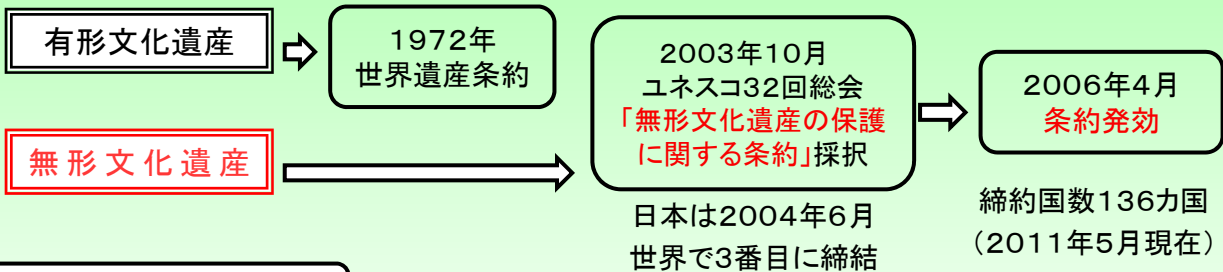 有形文化遺産
1972年
世界遺産条約
無形文化遺産
2003年10月
ユネスコ32回総会
「無形文化遺産の保護
に関する条約」採択
日本は2004年6月
世界で3番目に締結
2006年4月
条約発効
締約国数136カ国
（2011年5月現在）